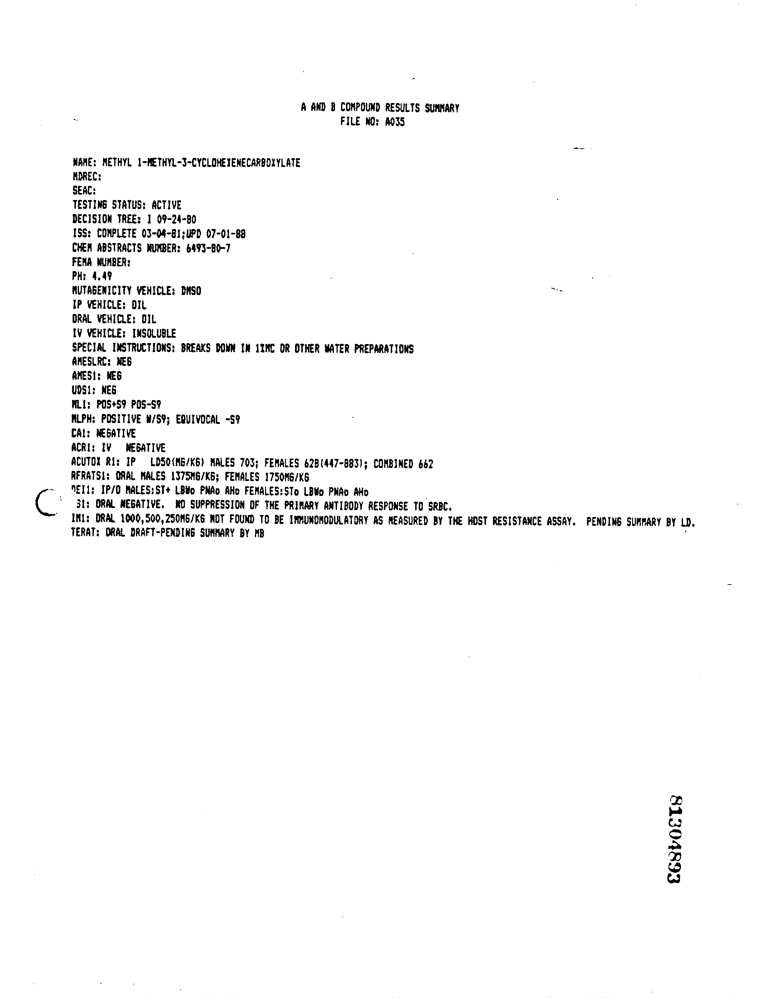 A AND B COMPOUND RESULTS SUMMARY
FILE NO: A035
NAME: METHYL 1-METHYL-3-CYCLOHEXENECARBOXYLATE
MDREC:
SEAC:
TESTING STATUS: ACTIVE
DECISION TREE: 1 09-24-80
ISS: COMPLETE 03-04-81;UPD 07-01-88
CHEM ABSTRACTS NUMBER: 6493-80-7
FEMA NUMBER:
PH: 4.49
MUTAGENICITY VEHICLE: DMSO
IP VEHICLE: OIL
ORAL VEHICLE: OIL
IV VEHICLE: INSOLUBLE
SPECIAL INSTRUCTIONS: BREAKS DOWN IN 1%MC OR OTHER WATER PREPARATIONS
AMESLRC: NEG
AMES1: NEG
UDS1: NEG
ML1: POS+S9 POS-S9
MLPH: POSITIVE W/S9; EQUIVOCAL -S9
CA1: NEGATIVE
ACR1: IV NEGATIVE
ACUTOX R1: IP LD50(MG/KG) MALES 703; FEMALES 628(447-883); COMBINED 662
RFRATS1: ORAL MALES 1375MG/KG; FEMALES 1750MG/KG
EI1: IP/O MALES:ST+ LBWo PNAo AHo FEMALES:STo LBWo PNAo AHo
S1: ORAL NEGATIVE. NO SUPPRESSION OF THE PRIMARY ANTIBODY RESPONSE TO SRBC.
IM1: ORAL 1000,500,250MG/KG NOT FOUND TO BE IMMUNOMODULATORY AS MEASURED BY THE HOST RESISTANCE ASSAY. PENDING SUMMARY BY LD.
TERAT: ORAL DRAFT-PENDING SUMMARY BY MB
81304893